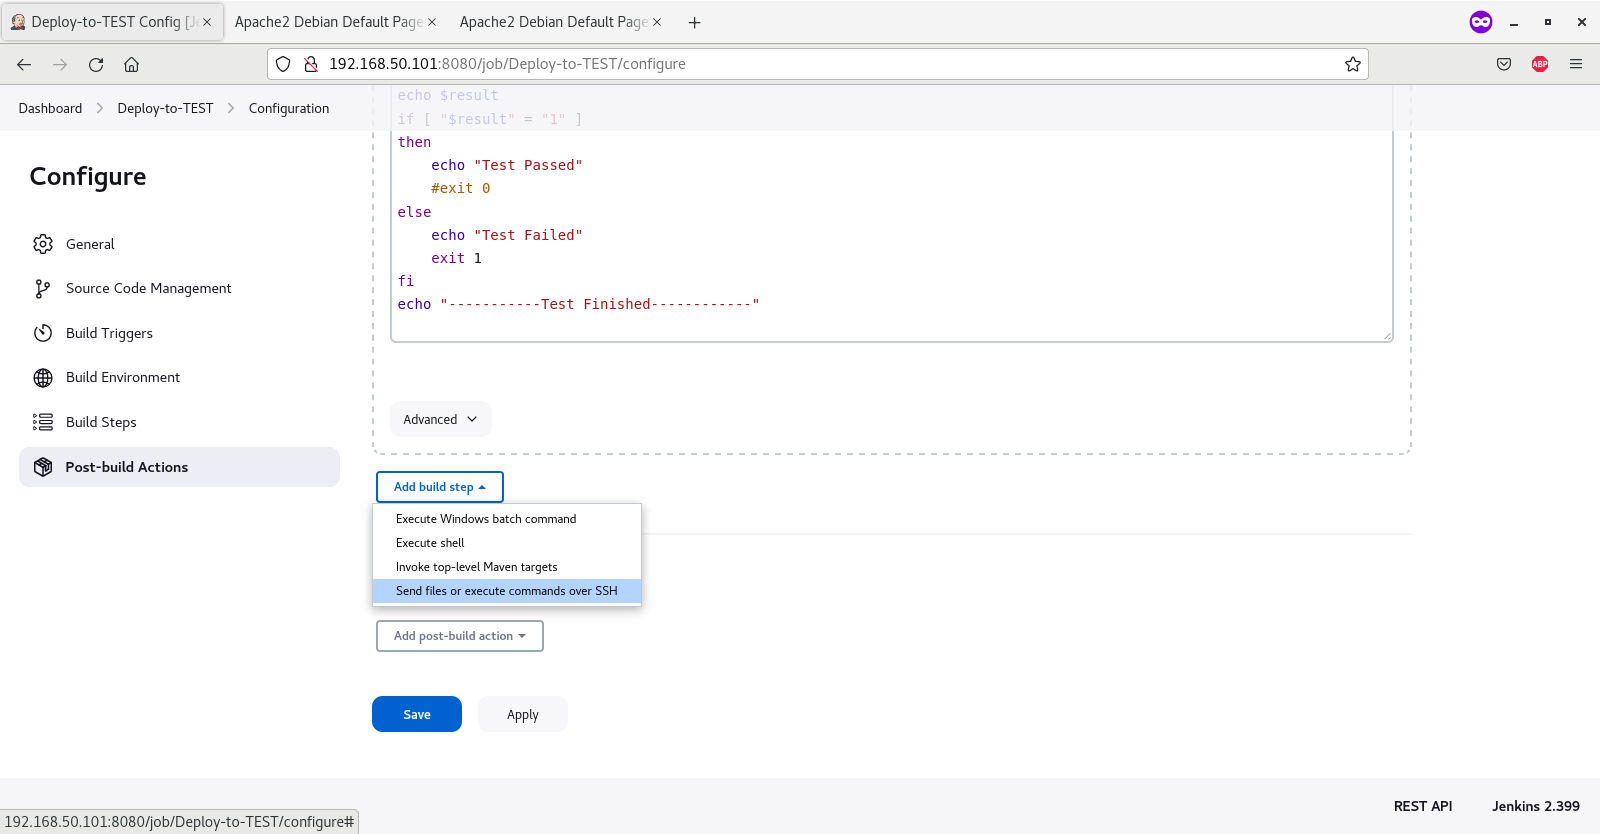 Deploy-to-TEST Config [Je
Apache2 Debian Default Page
Apache2 Debian Default Page
192.168.50.101:8080/job/Deploy-to-TEST/configure
ABP
Dashboard
Deploy-to-TEST
Configuration
echo $result
if [ "$result" = "1" ]
then
echo "Test Passed"
#exit 0
else
echo "Test Failed"
exit 1
fi
echo "-----------Test Finished------------"
Configure
General
Source Code Management
Build Triggers
Build Environment
Build Steps
Post-build Actions
Advanced
Add build step
Execute Windows batch command
Execute shell
Invoke top-level Maven targets
Send files or execute commands over SSH
Add post-build action
Save
Apply
REST API
Jenkins 2.399
192.168.50.101:8080/job/Deploy-to-TEST/configure#